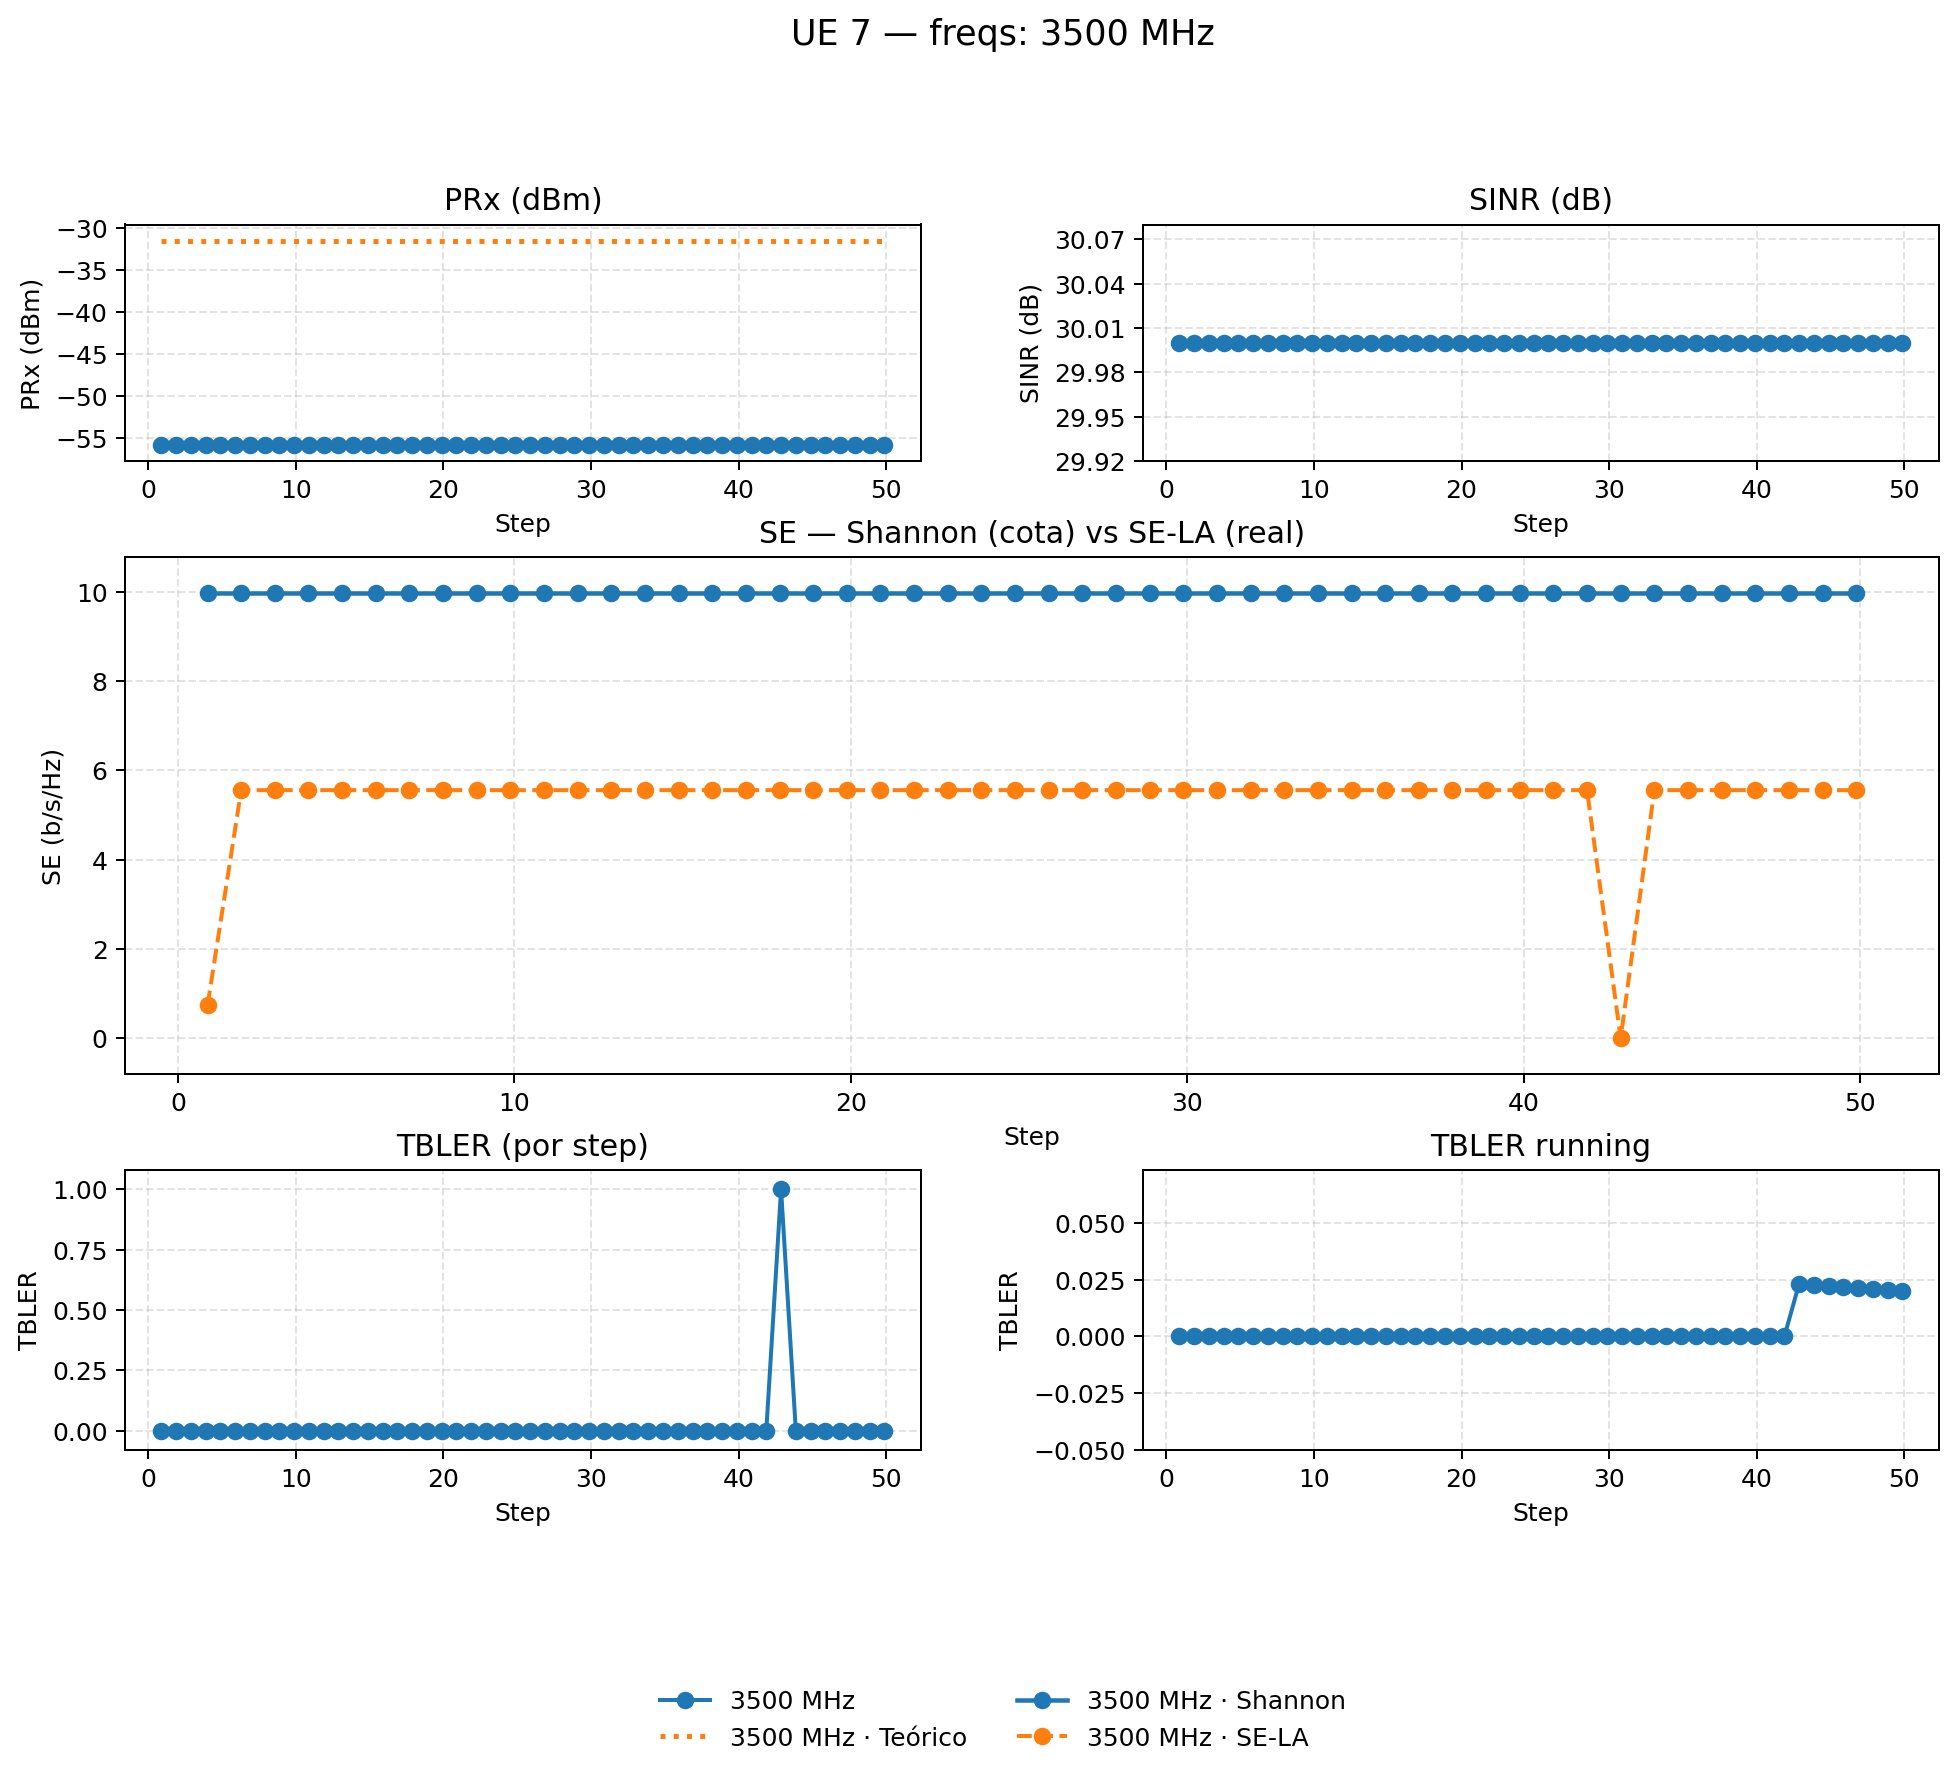 UE 7 — freqs: 3500 MHz
PRx (dBm)
PRx (dBm)
−30
−35
−40
−45
−50
−55
0 10 20 30 40 50
Step
SINR (dB)
SINR (dB)
30.07
30.04
30.01
29.98
29.95
29.92
0 10 20 30 40 50
Step
SE — Shannon (cota) vs SE-LA (real)
SE (b/s/Hz)
10
8
6
4
2
0
0 10 20 30 40 50
Step
TBLER (por step)
TBLER
1.00
0.75
0.50
0.25
0.00
0 10 20 30 40 50
Step
TBLER running
TBLER
0.050
0.025
0.000
−0.025
−0.050
0 10 20 30 40 50
Step
3500 MHz
3500 MHz · Teórico
3500 MHz · Shannon
3500 MHz · SE-LA